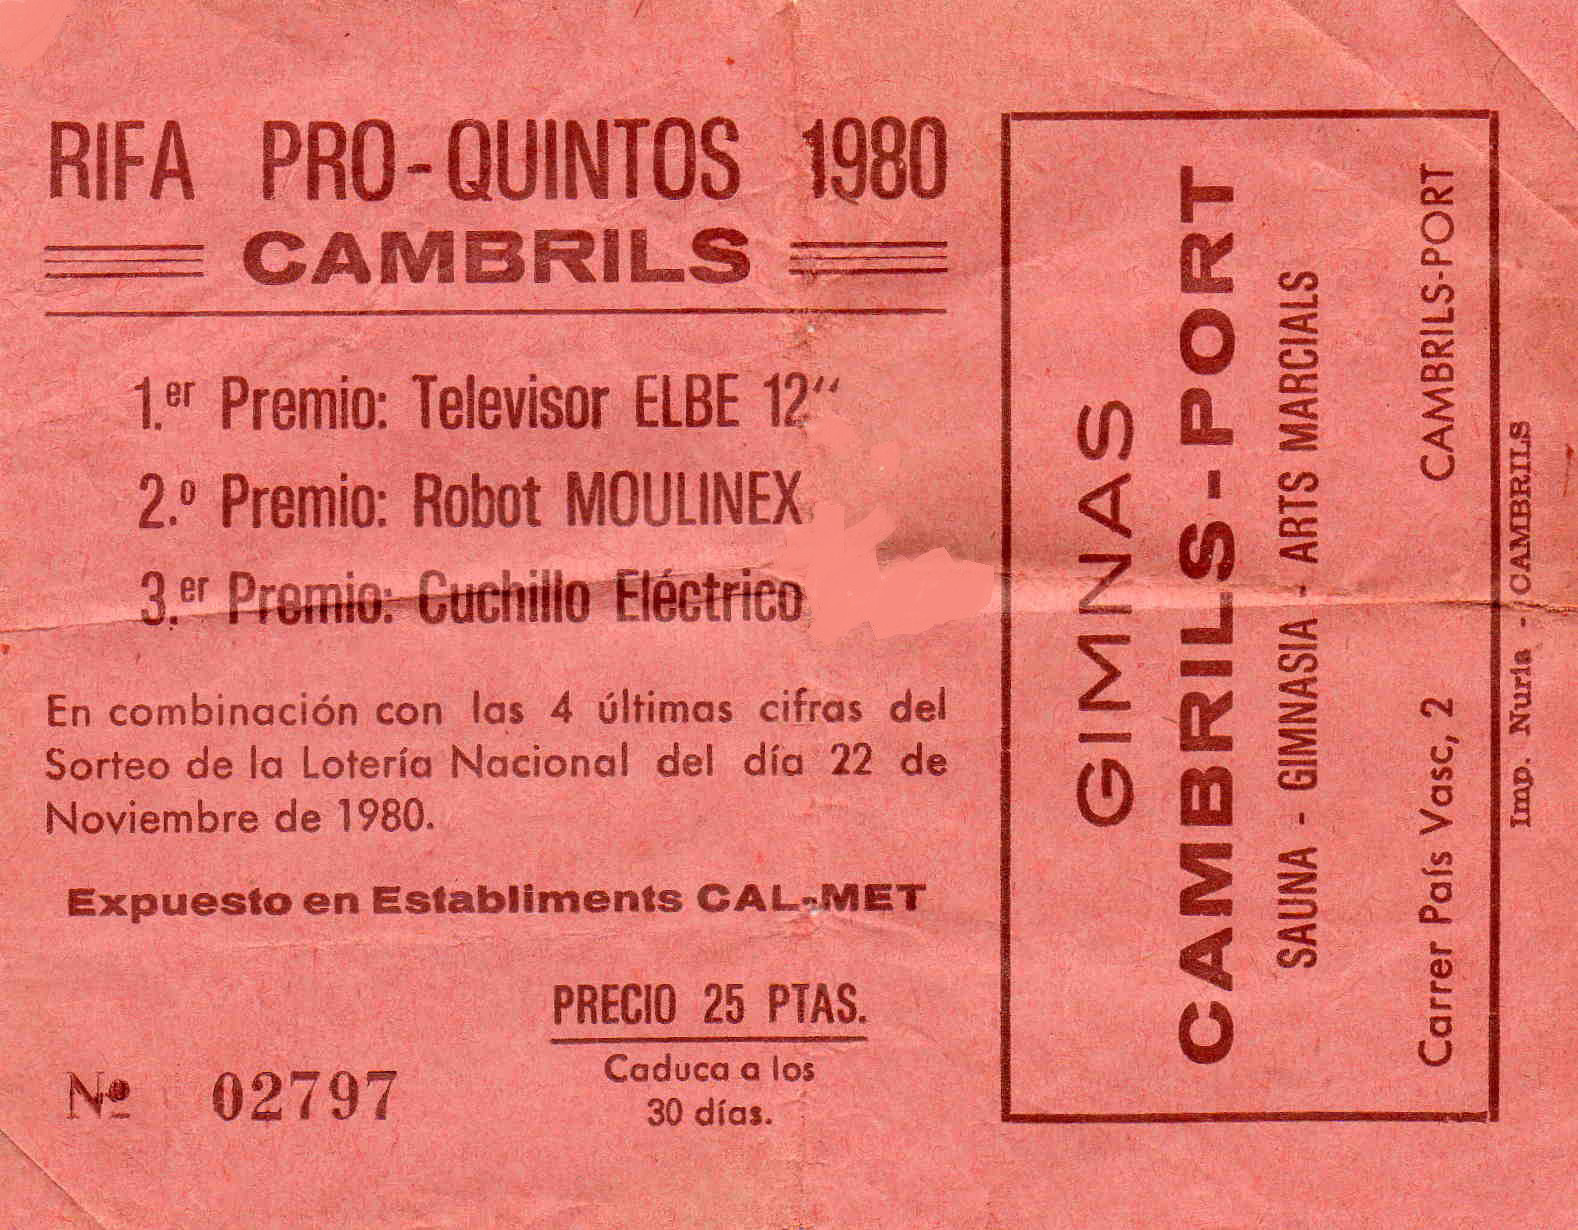 RIFA PRO-QUINTOS 1980
CAMBRILS
1.er Premio: Televisor ELBE 12“
2.º Premio: Robot MOULINEX
3.er Premio: Cuchillo Eléctrico
En combinación con las 4 últimas cifras del
Sorteo de la Lotería Nacional del día 22 de
Noviembre de 1980.
Expuesto en Establiments CAL-MET
PRECIO 25 PTAS.
Caduca a los
30 días.
Nº 02797
GIMNAS
CAMBRILS-PORT
SAUNA - GIMNASIA - ARTS MARCIALS
Carrer País Vasc, 2 CAMBRILS-PORT
Imp. Nuria - CAMBRILS